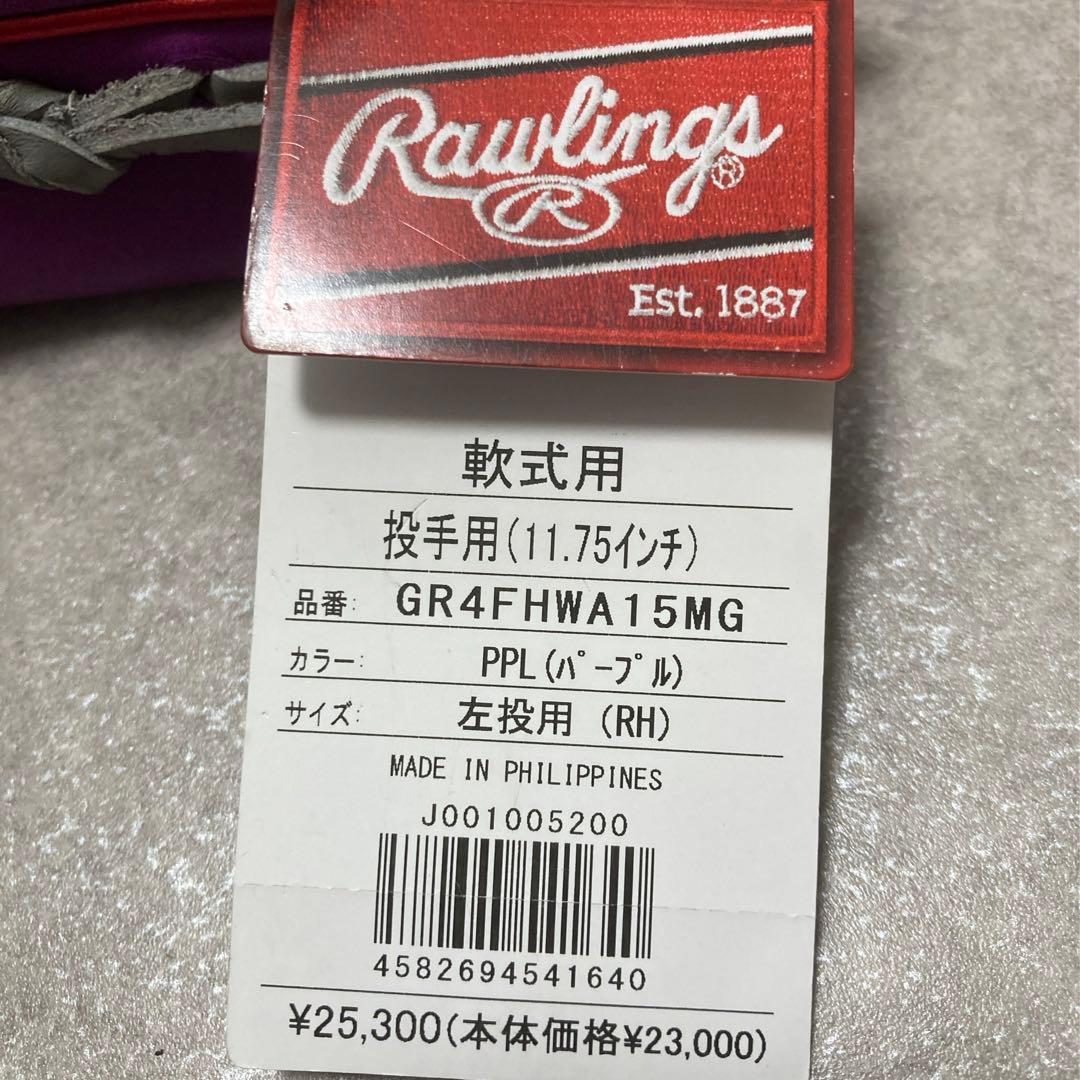 Rawlings®
R
Est. 1887
軟式用
投手用(11.75インチ)
品番: GR4FHWA15MG
カラー: PPL(パープル)
サイズ: 左投用 (RH)
MADE IN PHILIPPINES
J001005200
4582694541640
¥25,300(本体価格¥23,000)